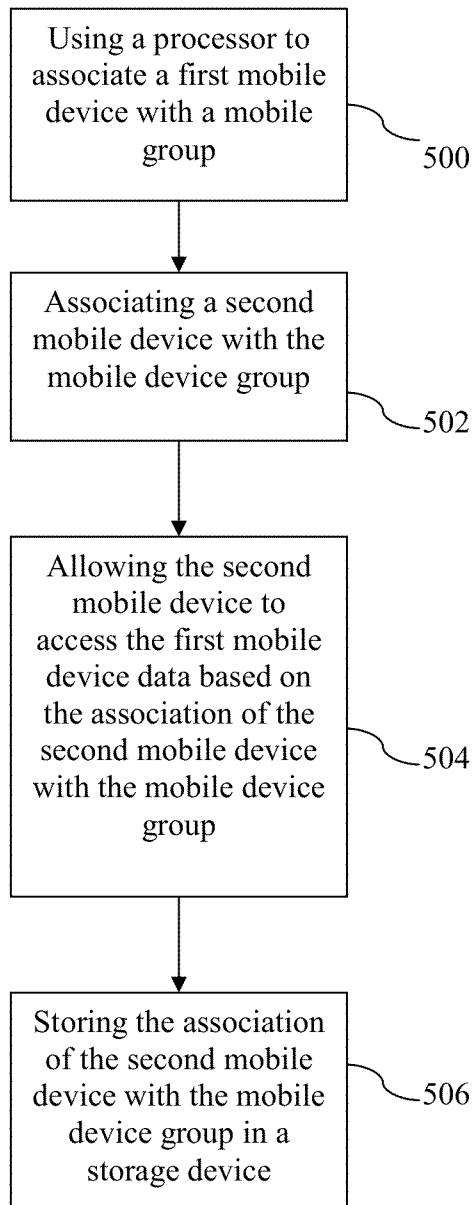 Using a processor to
associate a first mobile
device with a mobile
group
500
Associating a second
mobile device with the
mobile device group
502
Allowing the second
mobile device to
access the first mobile
device data based on
the association of the
second mobile device
with the mobile device
group
504
Storing the association
of the second mobile
device with the mobile
device group in a
storage device
506